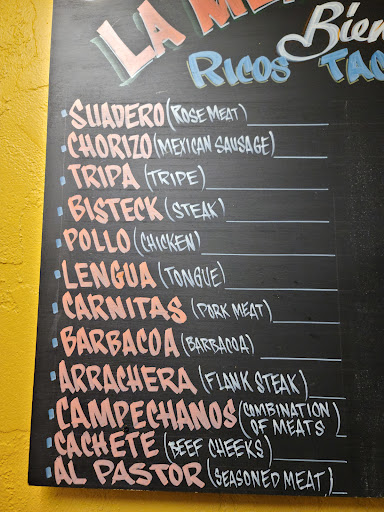 LA
Bien
RICOS TAC
SUADERO (ROSE MEAT)
CHORIZO (MEXICAN SAUSAGE)
TRIPA (TRIPE)
BISTECK (STEAK)
POLLO (CHICKEN)
LENGUA (TONGUE)
CARNITAS (PORK MEAT)
BARBACOA (BARBACOA)
ARRACHERA (FLANK STEAK)
CAMPECHANOS (COMBINATION
OF MEATS)
CACHETE (BEEF CHEEKS)
AL PASTOR (SEASONED MEAT)